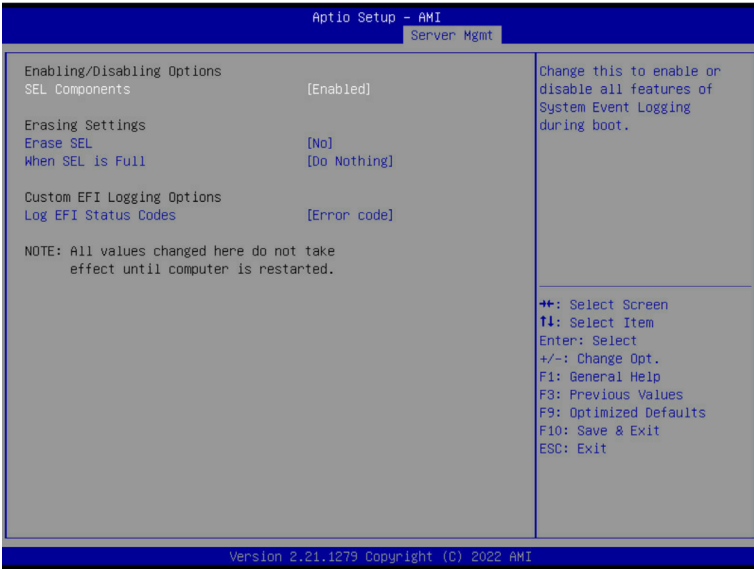 Aptio Setup – AMI
Server Mgmt
Enabling/Disabling Options
SEL Components [Enabled]
Erasing Settings
Erase SEL [No]
When SEL is Full [Do Nothing]
Custom EFI Logging Options
Log EFI Status Codes [Error code]
NOTE: All values changed here do not take
effect until computer is restarted.
Change this to enable or
disable all features of
System Event Logging
during boot.
→←: Select Screen
↑↓: Select Item
Enter: Select
+/-: Change Opt.
F1: General Help
F3: Previous Values
F9: Optimized Defaults
F10: Save & Exit
ESC: Exit
Version 2.21.1279 Copyright (C) 2022 AMI